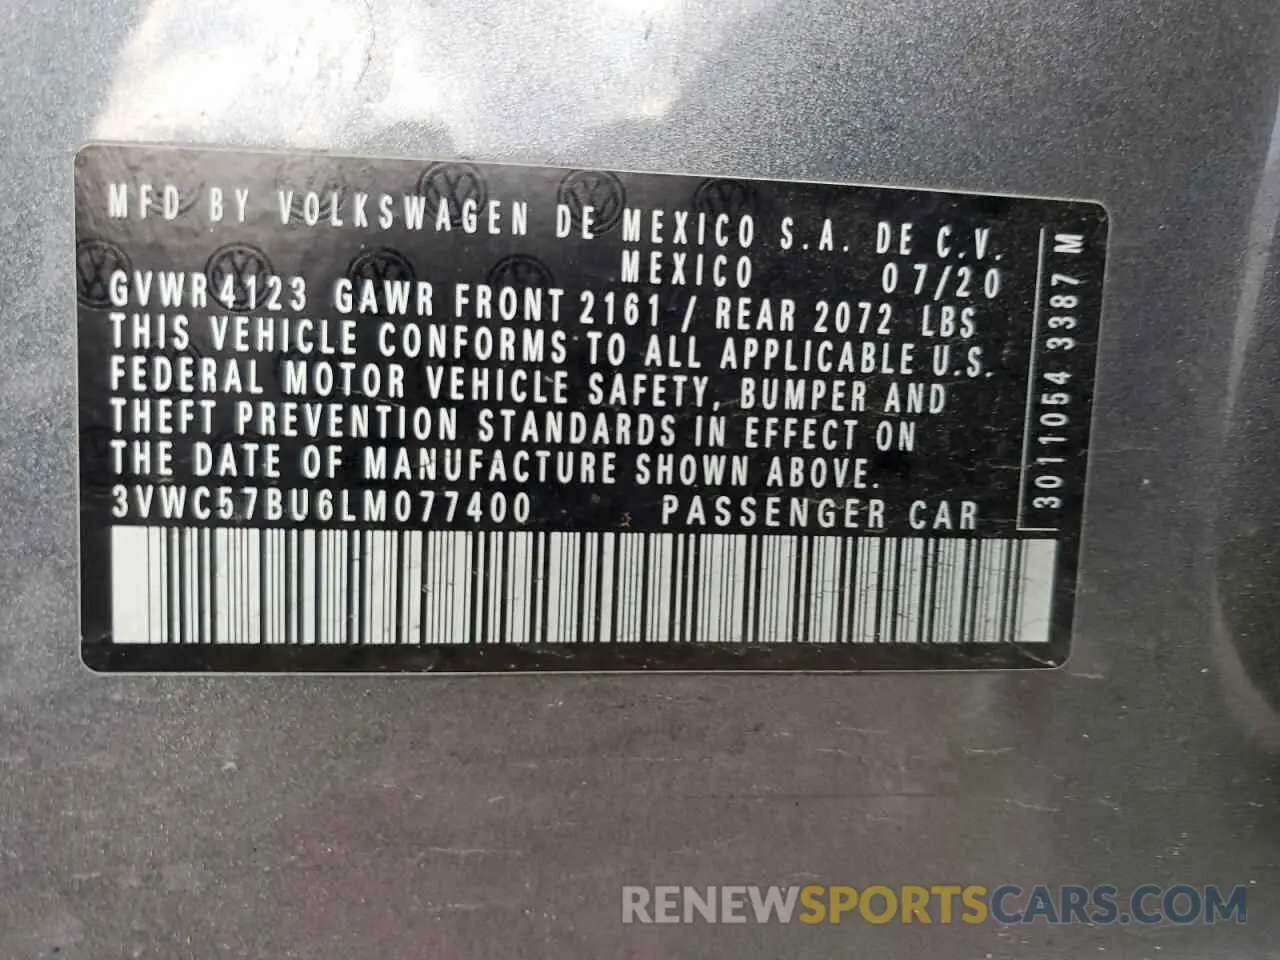 MFD BY VOLKSWAGEN DE MEXICO S.A. DE C.V.
MEXICO 07/20
GVWR 4123 GAWR FRONT 2161 / REAR 2072 LBS
THIS VEHICLE CONFORMS TO ALL APPLICABLE U.S.
FEDERAL MOTOR VEHICLE SAFETY, BUMPER AND
THEFT PREVENTION STANDARDS IN EFFECT ON
THE DATE OF MANUFACTURE SHOWN ABOVE.
3VWC57BU6LM077400 PASSENGER CAR
3011054 3387 M
RENEWSPORTSCARS.COM